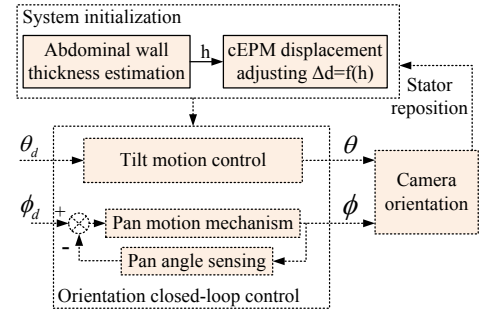 System initialization
Abdominal wall
thickness estimation
h
cEPM displacement
adjusting Δd=f(h)
Stator
reposition
θd
Tilt motion control
θ
Camera
orientation
ϕd
+
-
Pan motion mechanism
ϕ
Pan angle sensing
Orientation closed-loop control